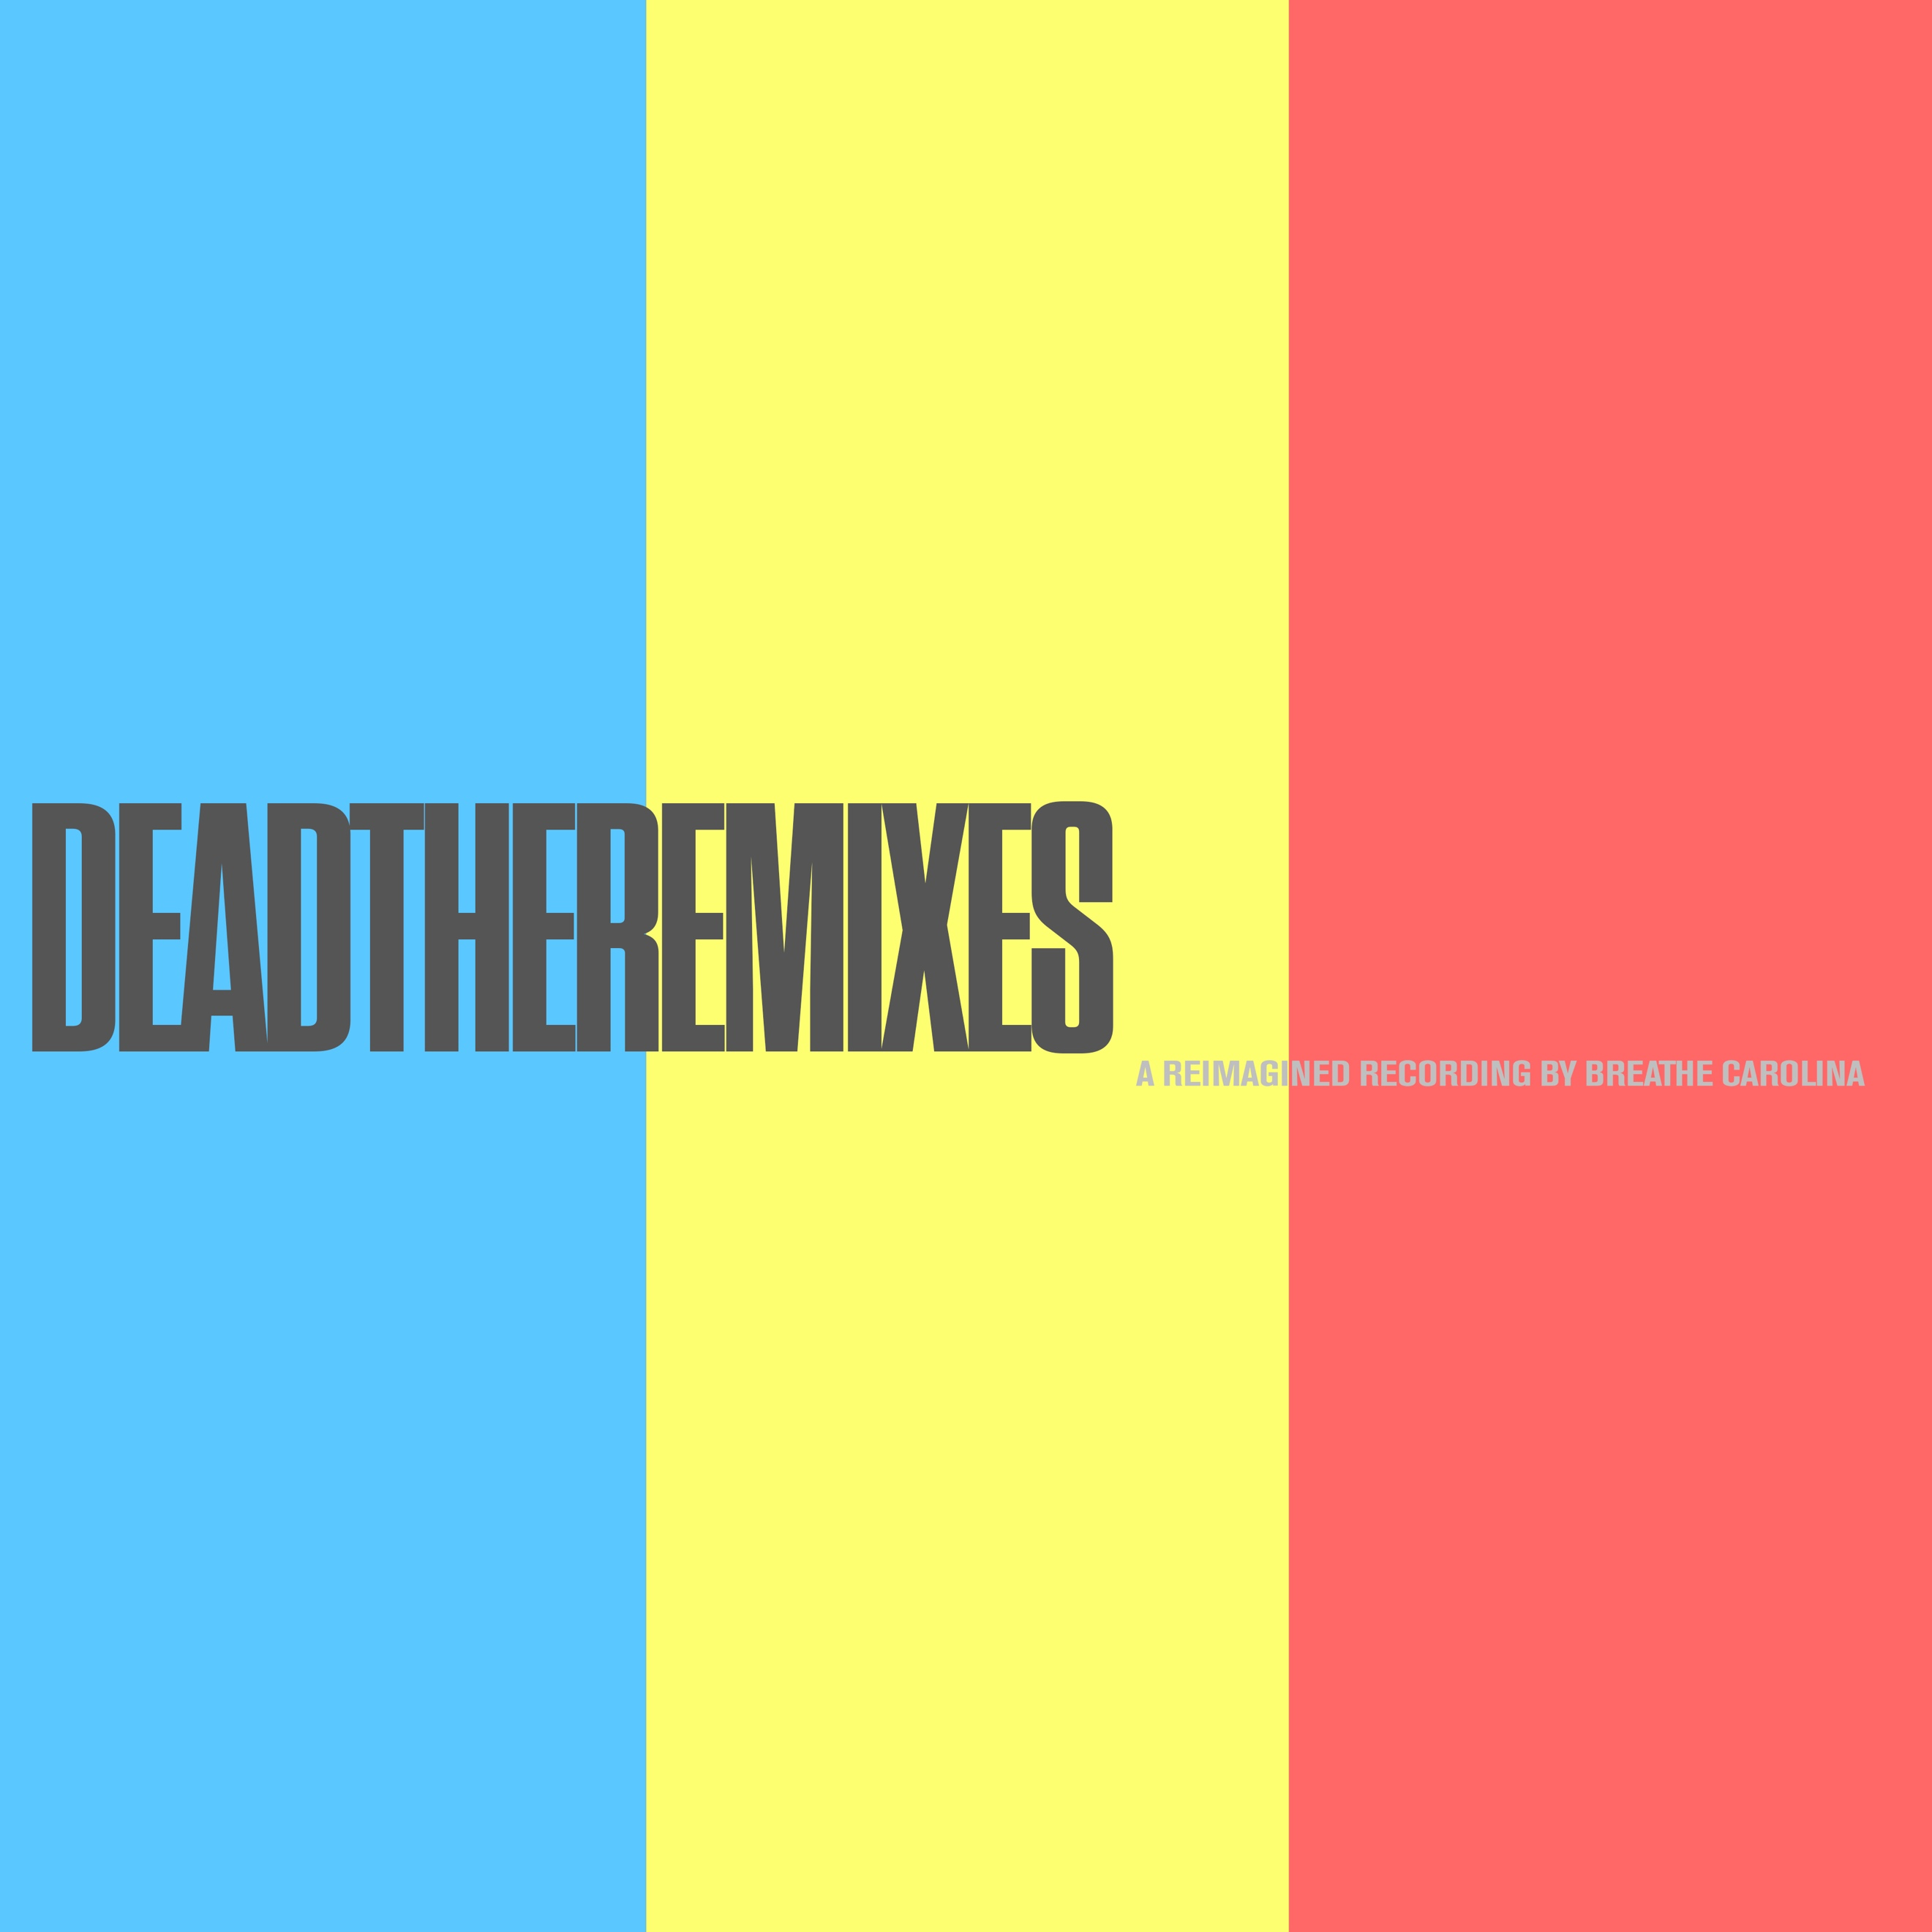 DEADTHEREMIXES
A REIMAGINED RECORDING BY BREATHE CAROLINA